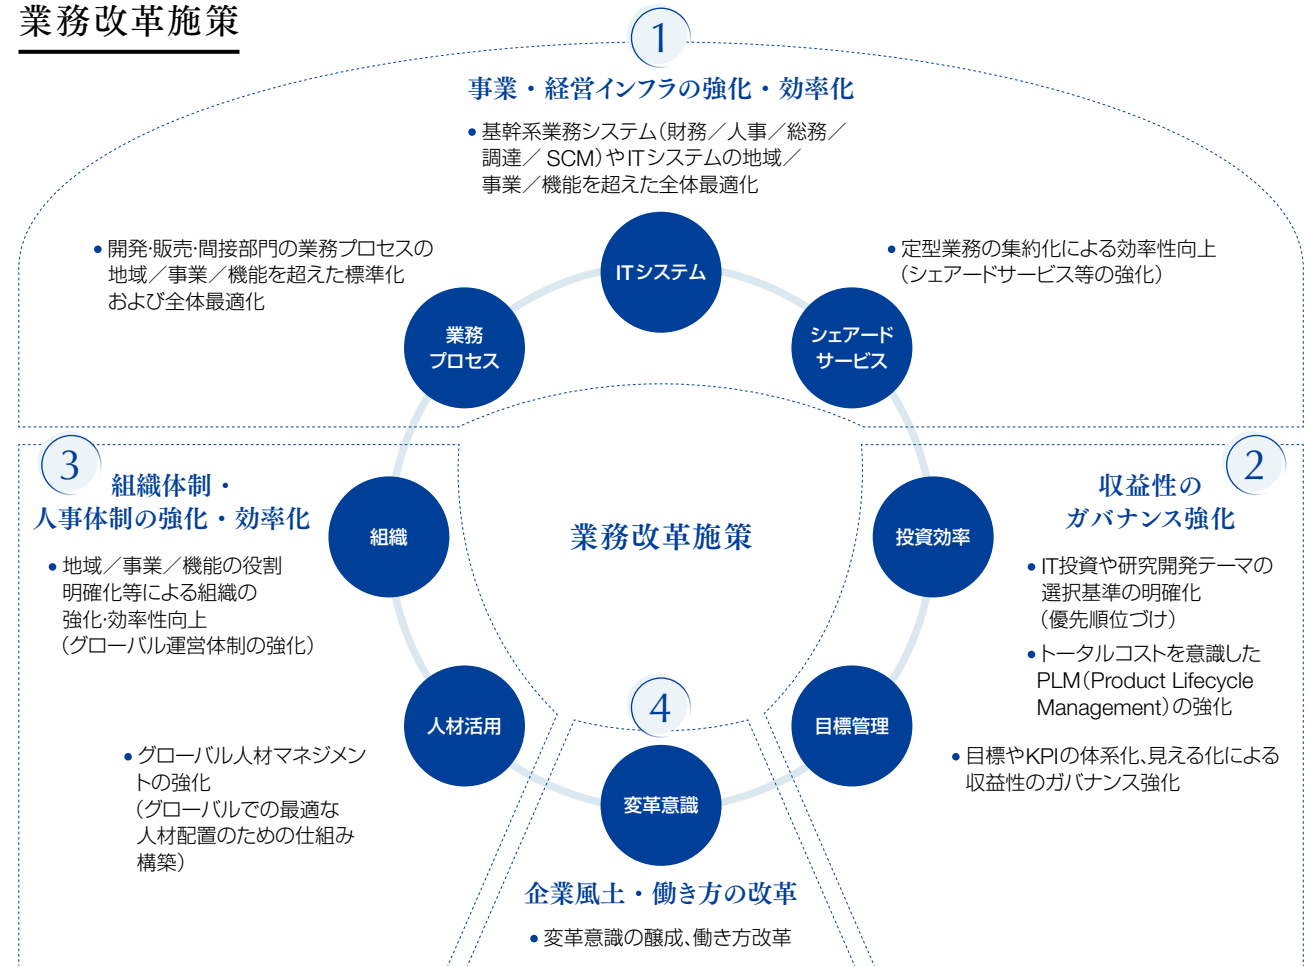 業務改革施策
1
事業・経営インフラの強化・効率化
• 基幹系業務システム（財務／人事／総務／
調達／ SCM）やITシステムの地域／
事業／機能を超えた全体最適化
• 開発・販売・間接部門の業務プロセスの
地域／事業／機能を超えた標準化
および全体最適化
• 定型業務の集約化による効率性向上
（シェアードサービス等の強化）
ITシステム
業務
プロセス
シェアード
サービス
2
収益性の
ガバナンス強化
投資効率
• IT投資や研究開発テーマの
選択基準の明確化
（優先順位づけ）
• トータルコストを意識した
PLM（Product Lifecycle
Management）の強化
目標管理
• 目標やKPIの体系化、見える化による
収益性のガバナンス強化
3
組織体制・
人事体制の強化・効率化
組織
• 地域／事業／機能の役割
明確化等による組織の
強化・効率性向上
（グローバル運営体制の強化）
人材活用
• グローバル人材マネジメン
トの強化
（グローバルでの最適な
人材配置のための仕組み
構築）
業務改革施策
4
変革意識
企業風土・働き方の改革
• 変革意識の醸成、働き方改革